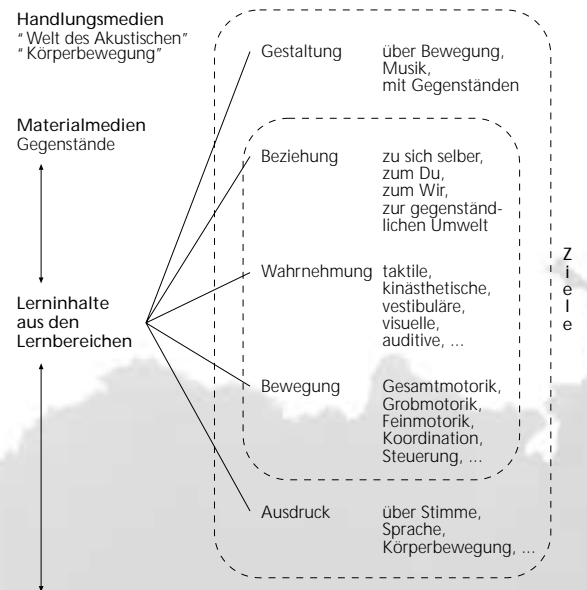 Handlungsmedien
" Welt des Akustischen"
" Körperbewegung"
Materialmedien
Gegenstände
Lerninhalte
aus den
Lernbereichen
Gestaltung
über Bewegung,
Musik,
mit Gegenständen
Beziehung
zu sich selber,
zum Du,
zum Wir,
zur gegenständ-
lichen Umwelt
Wahrnehmung
taktile,
kinästhetische,
vestibuläre,
visuelle,
auditive, ...
Bewegung
Gesamtmotorik,
Grobmotorik,
Feinmotorik,
Koordination,
Steuerung, ...
Ausdruck
über Stimme,
Sprache,
Körperbewegung, ...
Ziele